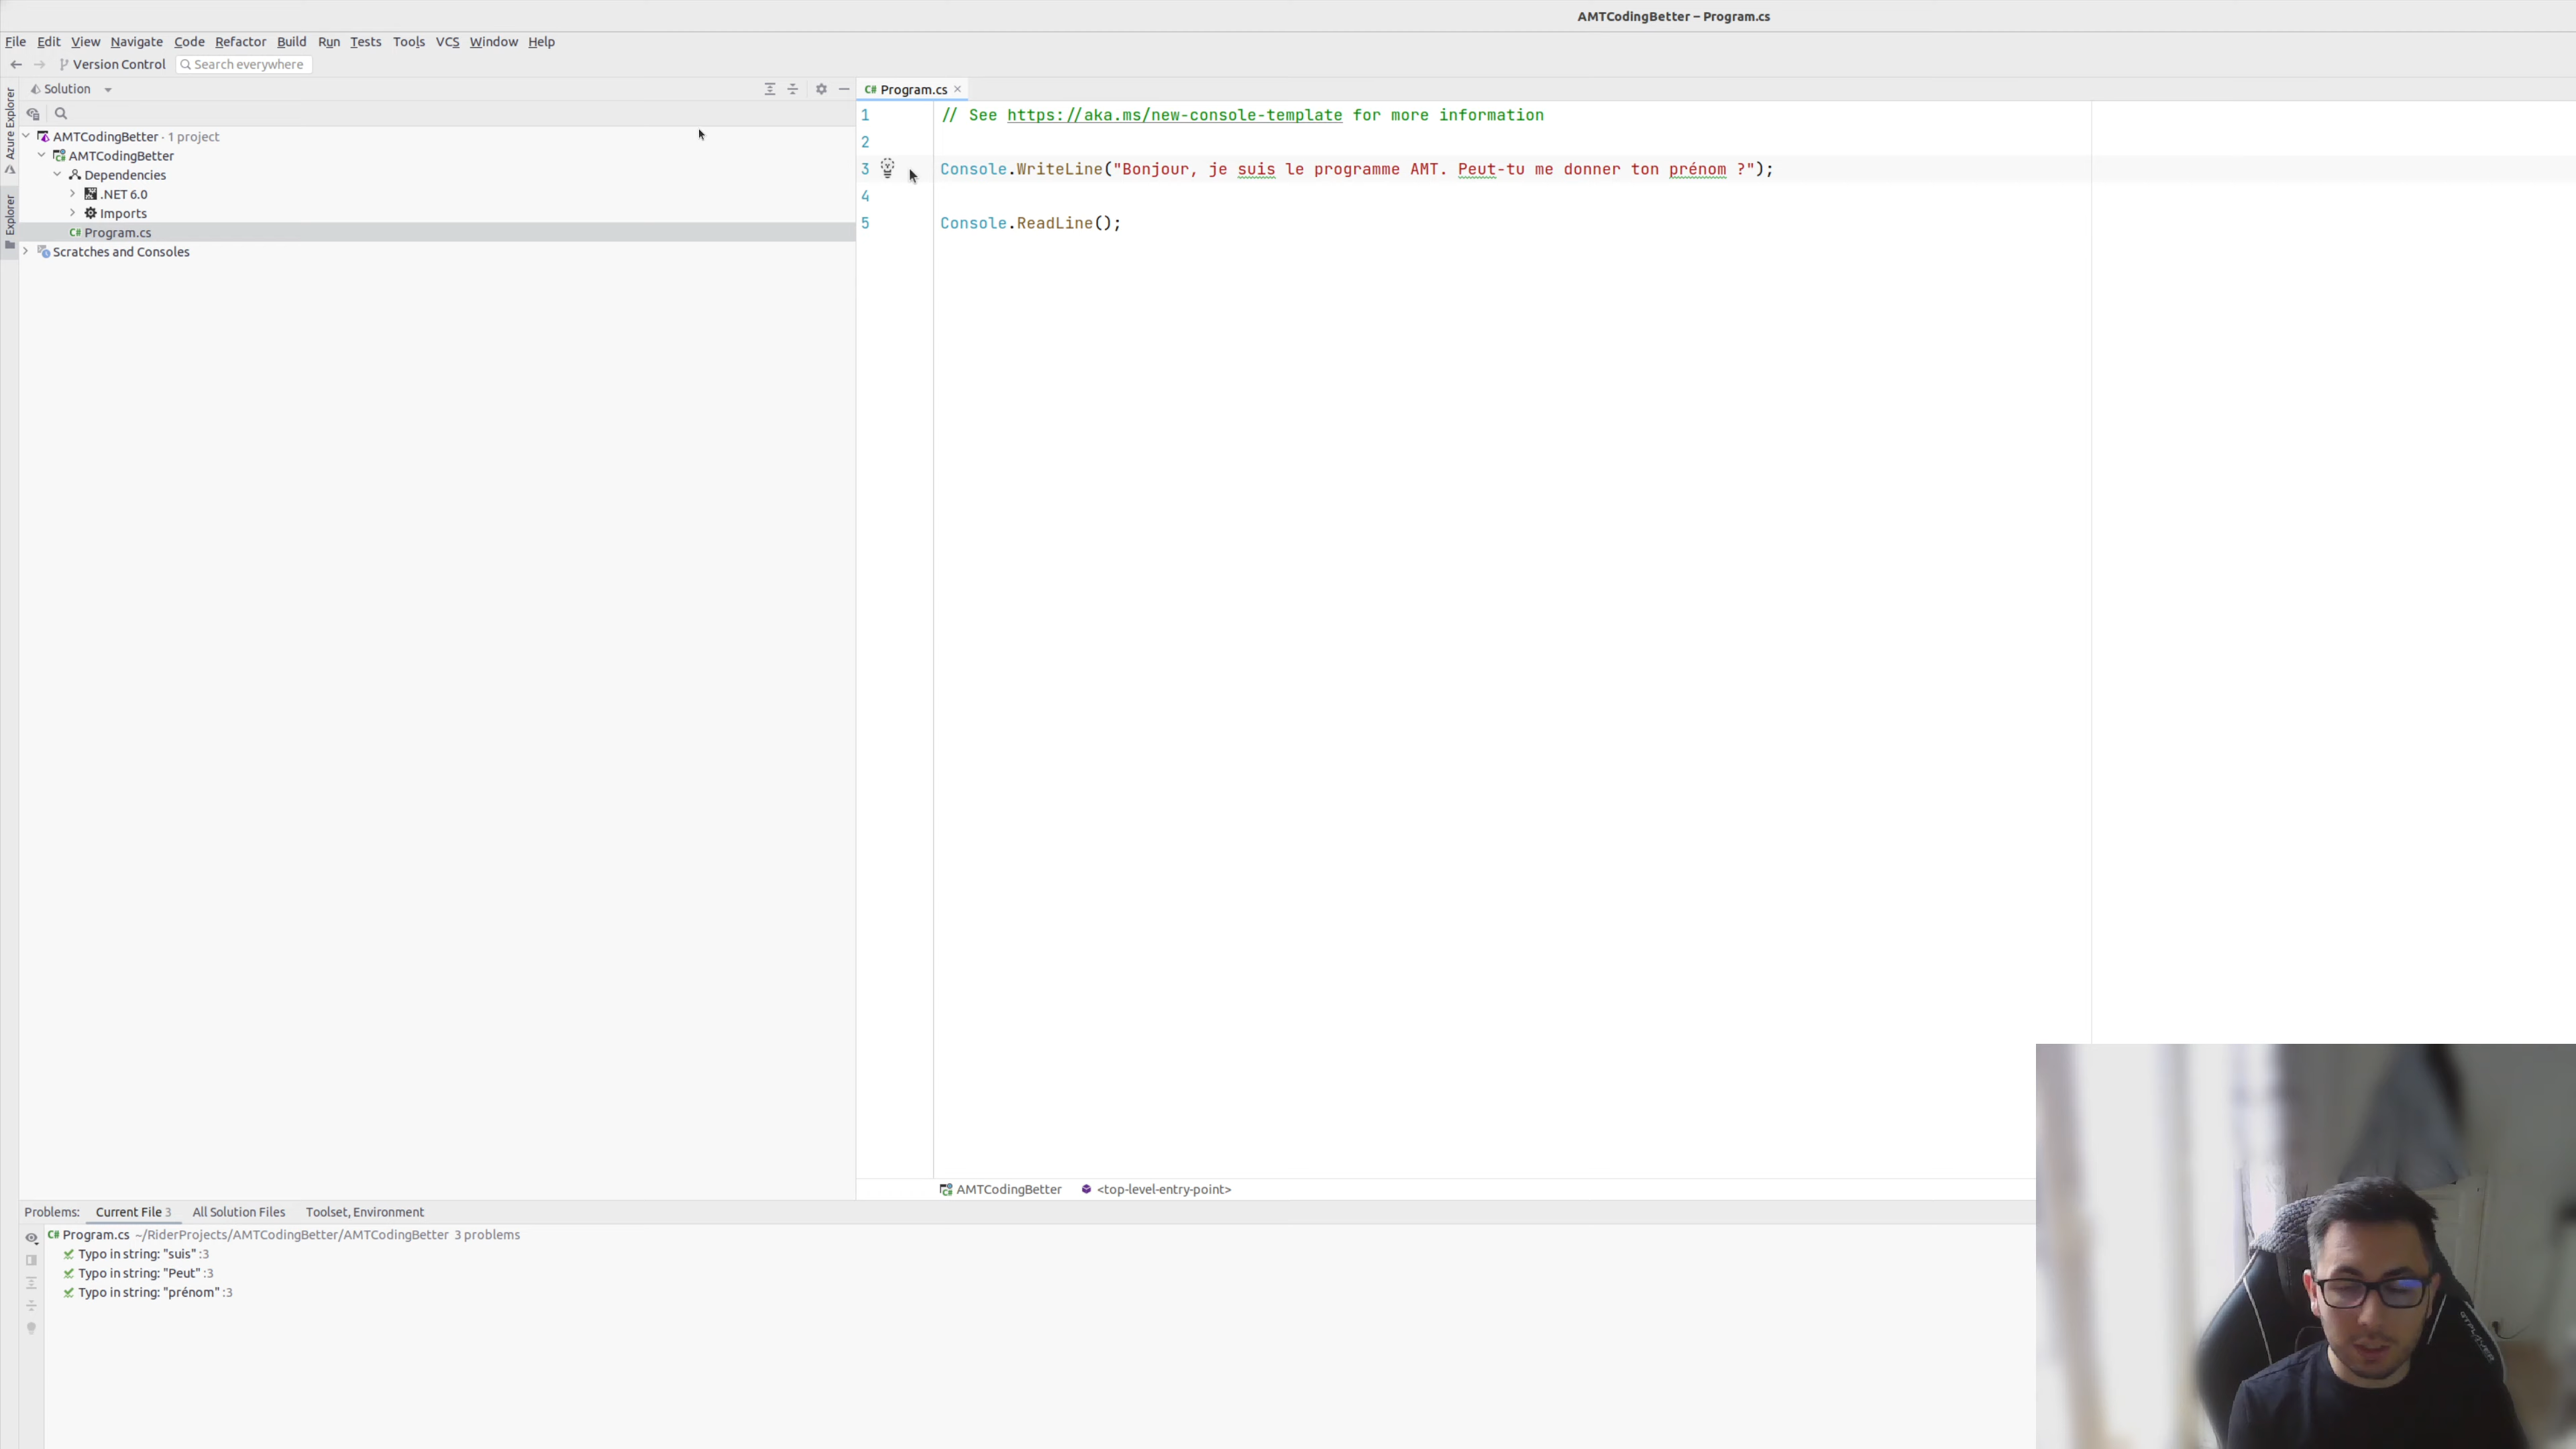 AMTCodingBetter – Program.cs
File Edit View Navigate Code Refactor Build Run Tests Tools VCS Window Help
Version Control Search everywhere
Azure Explorer
Explorer
Solution
AMTCodingBetter · 1 project
AMTCodingBetter
Dependencies
.NET 6.0
Imports
C# Program.cs
Scratches and Consoles
C# Program.cs
1 // See https://aka.ms/new-console-template for more information
2
3 Console.WriteLine("Bonjour, je suis le programme AMT. Peut-tu me donner ton prénom ?");
4
5 Console.ReadLine();
AMTCodingBetter <top-level-entry-point>
Problems: Current File 3 All Solution Files Toolset, Environment
C# Program.cs ~/RiderProjects/AMTCodingBetter/AMTCodingBetter 3 problems
Typo in string: "suis" :3
Typo in string: "Peut" :3
Typo in string: "prénom" :3